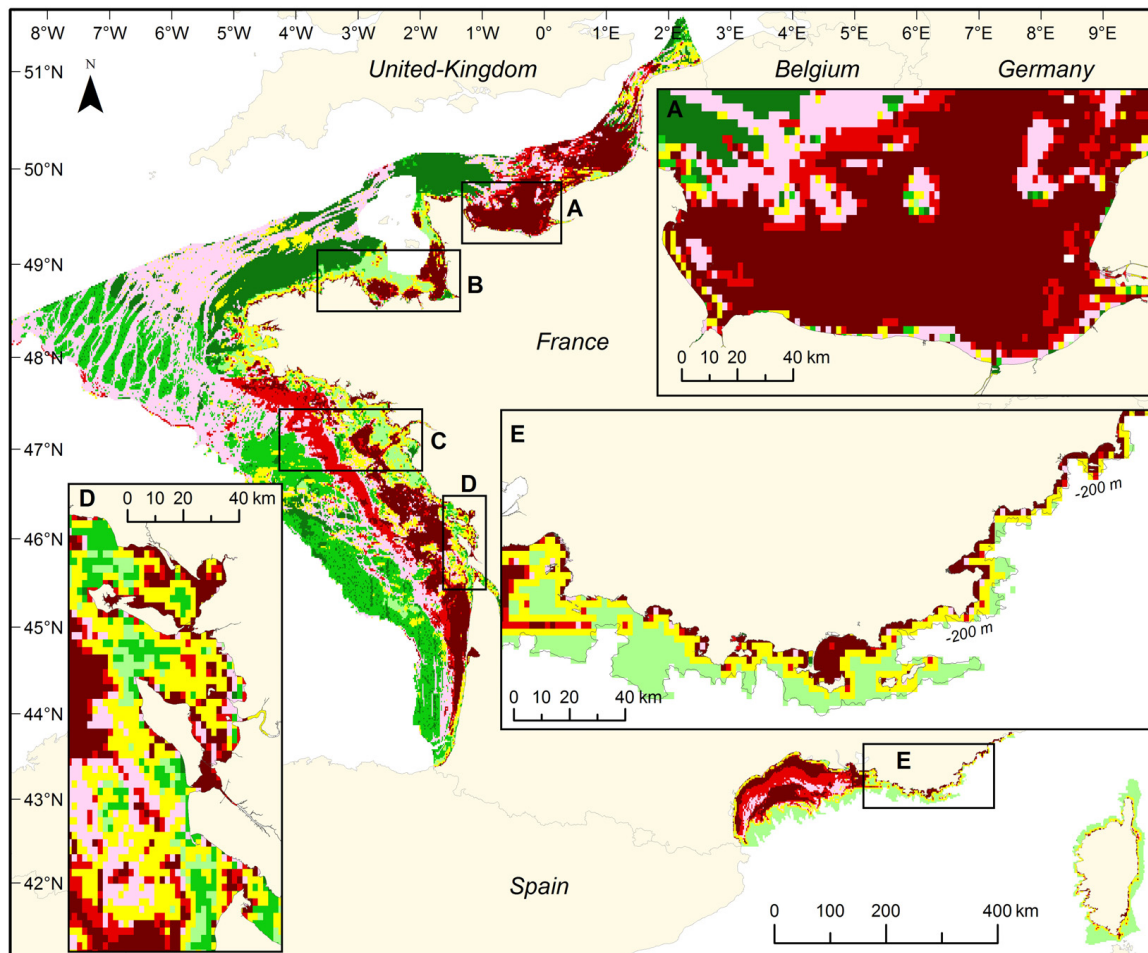 8°W 7°W 6°W 5°W 4°W 3°W 2°W 1°W 0° 1°E 2°E 3°E 4°E 5°E 6°E 7°E 8°E 9°E
51°N
N
United-Kingdom
Belgium
Germany
A
50°N
A
49°N
B
France
48°N
0 10 20 40 km
E
47°N
C
-200 m
D
D
0 10 20 40 km
46°N
45°N
-200 m
44°N
0 10 20 40 km
E
43°N
42°N
Spain
0 100 200 400 km